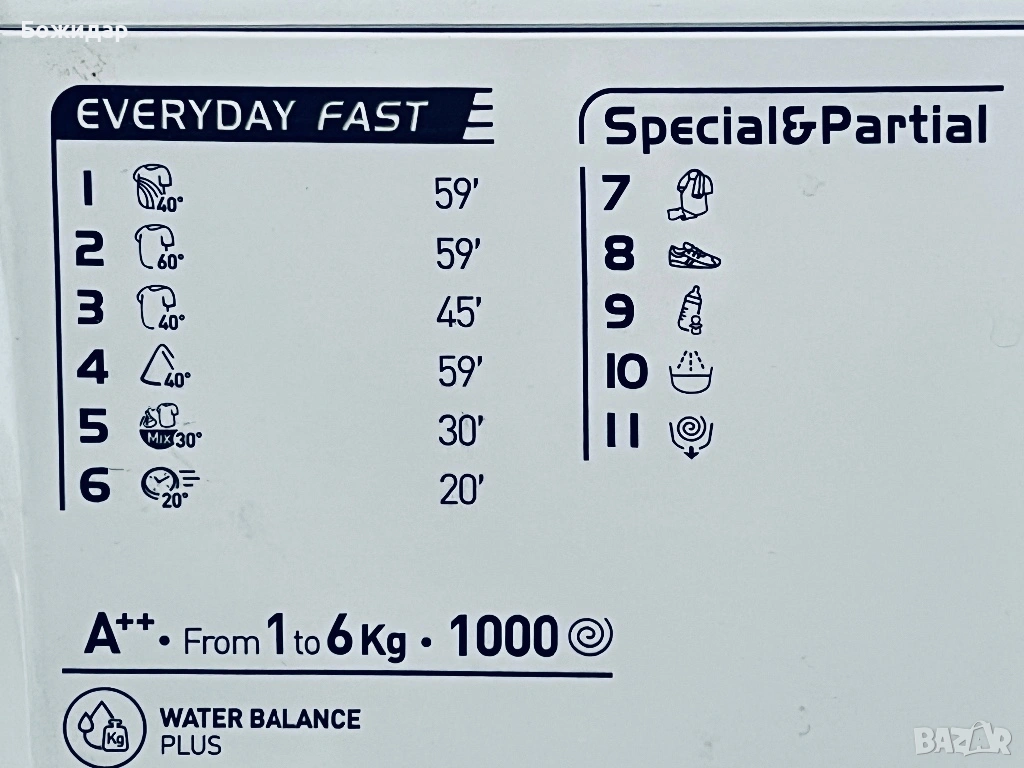 Божидар
EVERYDAY FAST
1 40° 59'
2 60° 59'
3 40° 45'
4 40° 59'
5 MIX 30° 30'
6 20° 20'
Special&Partial
7
8
9
10
11
A++ • From 1 to 6 Kg • 1000
Kg
WATER BALANCE
PLUS
BAZAR